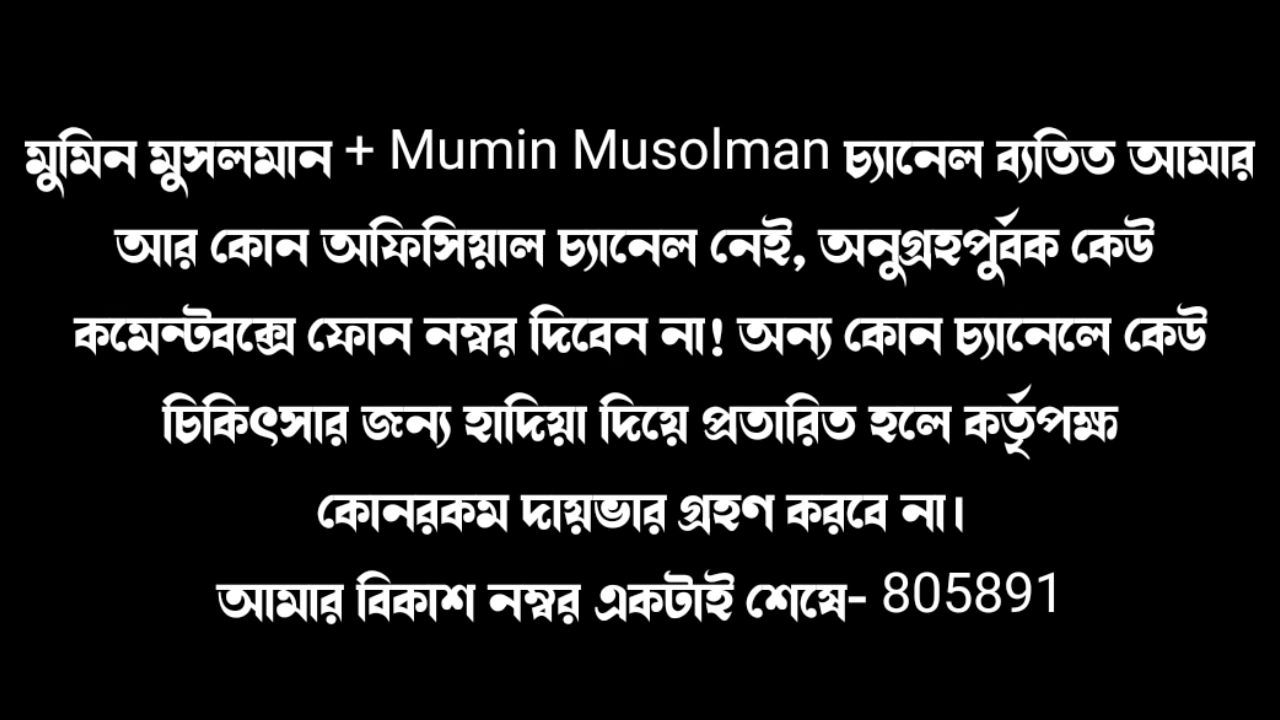 মুমিন মুসলমান + Mumin Musolman চ্যানেল ব্যতিত আমার
আর কোন অফিসিয়াল চ্যানেল নেই, অনুগ্রহপুর্বক কেউ
কমেন্টবক্সে ফোন নম্বর দিবেন না! অন্য কোন চ্যানেলে কেউ
চিকিৎসার জন্য হাদিয়া দিয়ে প্রতারিত হলে কর্তৃপক্ষ
কোনরকম দায়ভার গ্রহণ করবে না।
আমার বিকাশ নম্বর একটাই শেষে- 805891